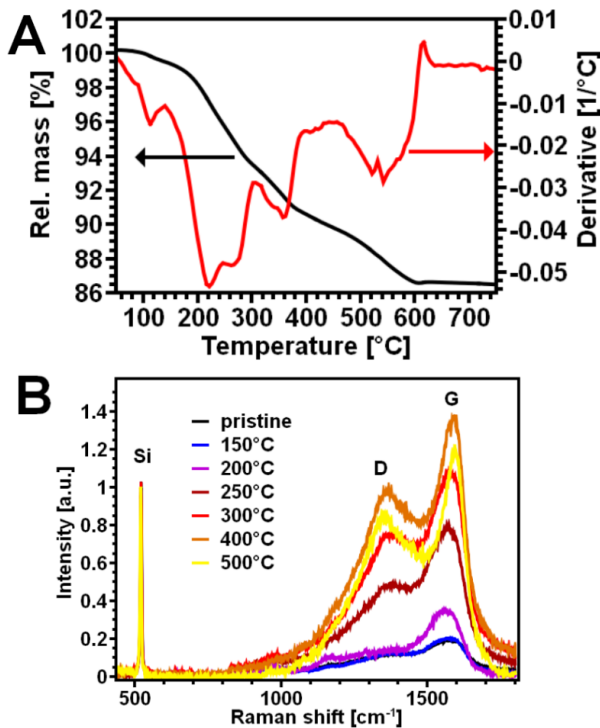 A
102
100
98
96
94
92
90
88
86
Rel. mass [%]
0.01
0
-0.01
-0.02
-0.03
-0.04
-0.05
Derivative [1/°C]
100 200 300 400 500 600 700
Temperature [°C]
B
1.4
1.2
1
0.8
0.6
0.4
0.2
0
Intensity [a.u.]
Si
D
G
pristine
150°C
200°C
250°C
300°C
400°C
500°C
500 1000 1500
Raman shift [cm⁻¹]